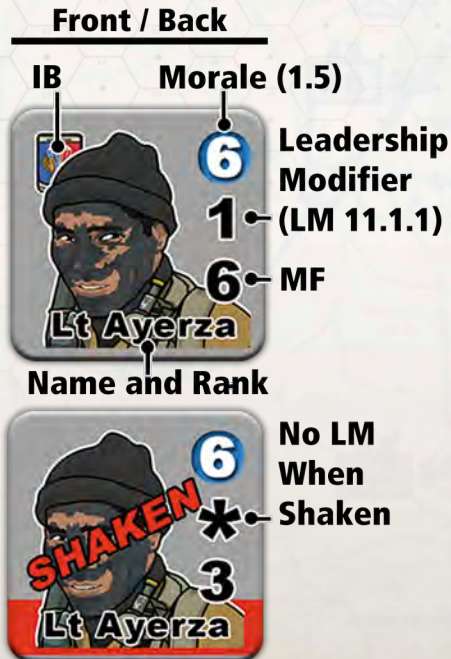 Front / Back
IB Morale (1.5)
6
Leadership
Modifier
(LM 11.1.1)
1
6 MF
Lt Ayerza
Name and Rank
6
No LM
When
Shaken
SHAKEN
*
3
Lt Ayerza